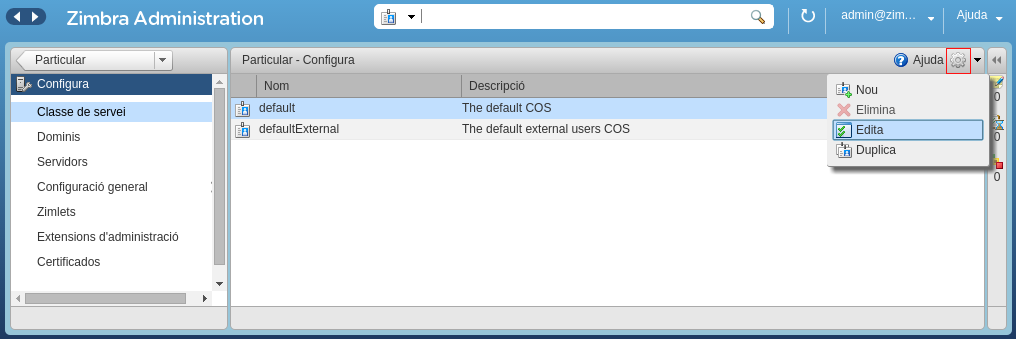 Zimbra Administration
admin@zim...
Ajuda
Particular
Particular - Configura
Ajuda
Configura
Classe de servei
Dominis
Servidors
Configuració general
Zimlets
Extensions d'administració
Certificados
Nom
Descripció
default
The default COS
defaultExternal
The default external users COS
Nou
Elimina
Edita
Duplica
0
0
0